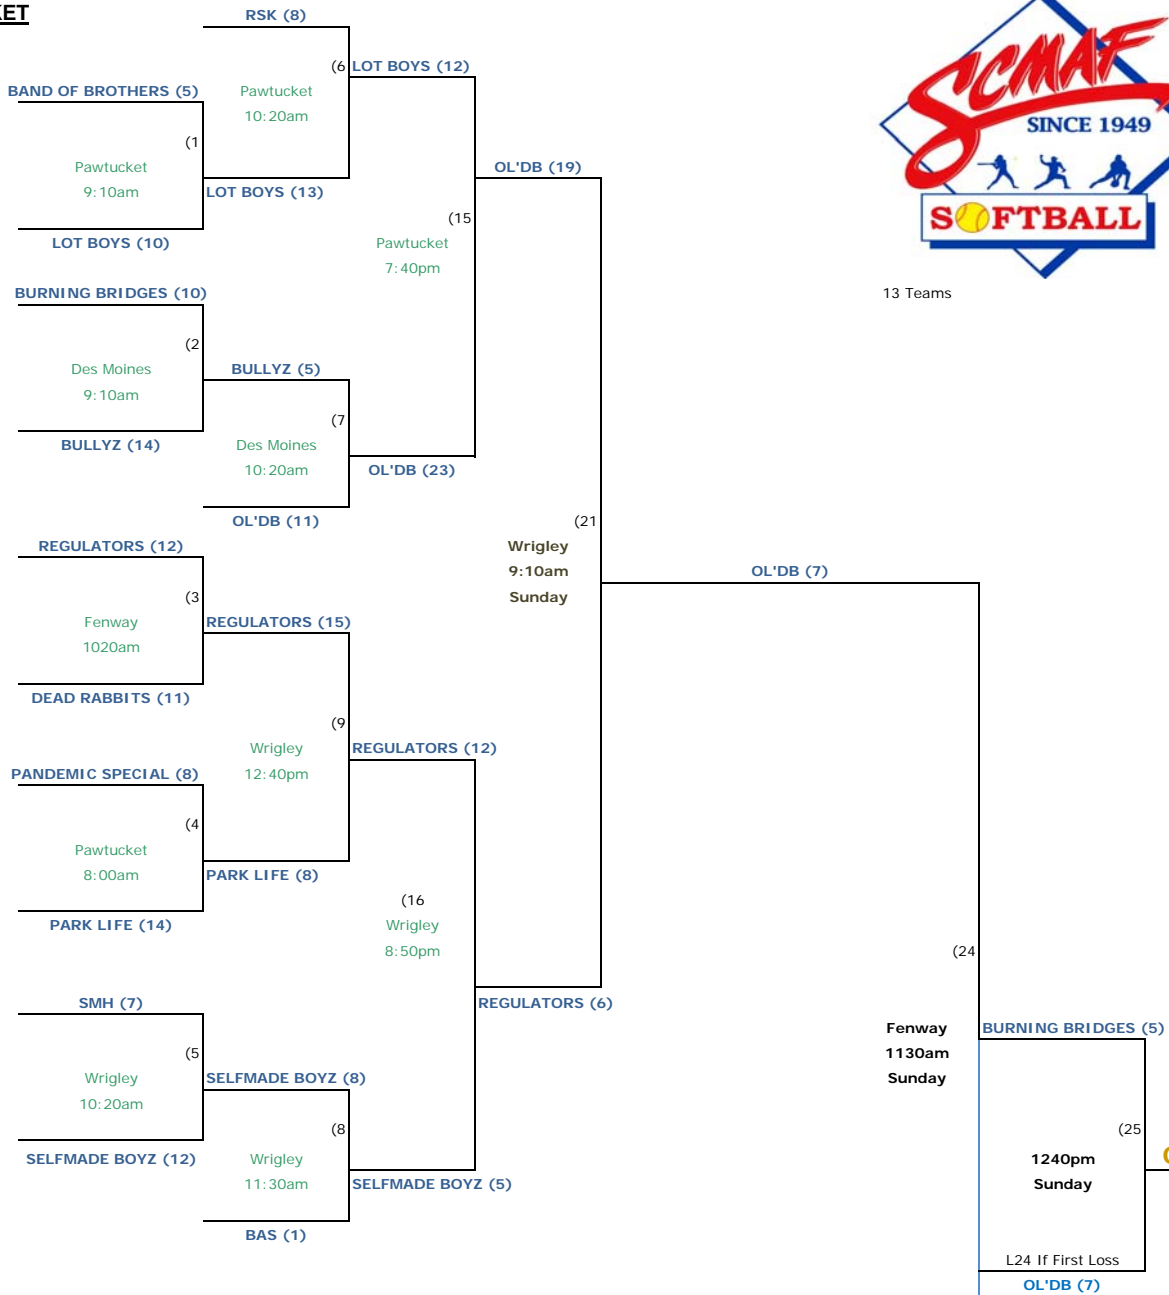 RSK (8)
(6
LOT BOYS (12)
BAND OF BROTHERS (5)
Pawtucket
10:20am
(1
Pawtucket
9:10am
LOT BOYS (13)
OL'DB (19)
LOT BOYS (10)
(15
Pawtucket
7:40pm
SCMAF
SINCE 1949
SOFTBALL
13 Teams
BURNING BRIDGES (10)
(2
Des Moines
9:10am
BULLYZ (5)
BULLYZ (14)
(7
Des Moines
10:20am
OL'DB (23)
OL'DB (11)
(21
Wrigley
9:10am
Sunday
OL'DB (7)
REGULATORS (12)
(3
Fenway
1020am
REGULATORS (15)
DEAD RABBITS (11)
(9
Wrigley
12:40pm
REGULATORS (12)
PANDEMIC SPECIAL (8)
(4
Pawtucket
8:00am
PARK LIFE (8)
PARK LIFE (14)
(16
Wrigley
8:50pm
(24
SMH (7)
REGULATORS (6)
(5
Wrigley
10:20am
SELFMADE BOYZ (8)
Fenway
1130am
Sunday
BURNING BRIDGES (5)
SELFMADE BOYZ (12)
(8
Wrigley
11:30am
SELFMADE BOYZ (5)
BAS (1)
(25
1240pm
Sunday
L24 If First Loss
OL'DB (7)